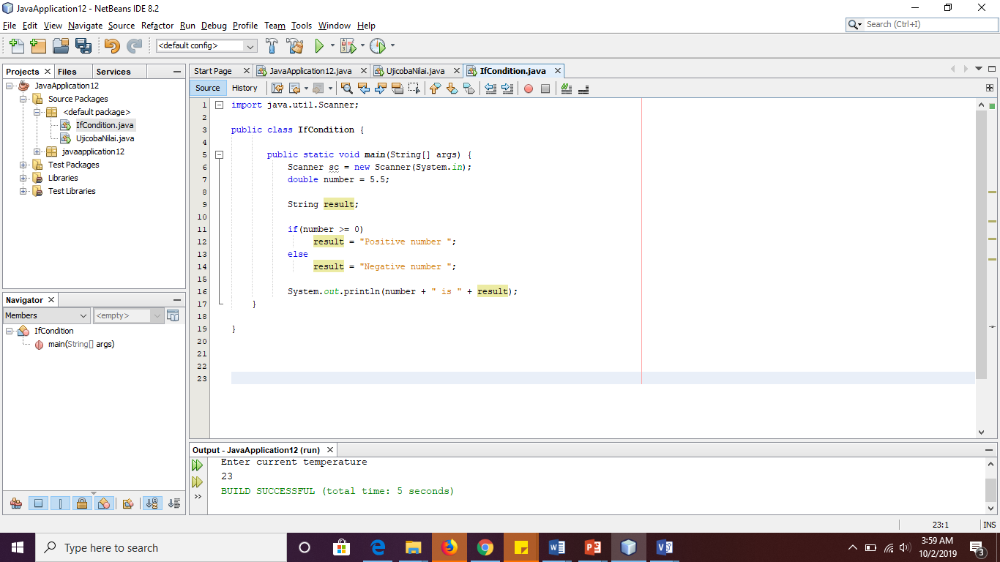 JavaApplication12 - NetBeans IDE 8.2
File Edit View Navigate Source Refactor Run Debug Profile Team Tools Window Help
Search (Ctrl+I)
<default config>
Projects Files Services
JavaApplication12
Source Packages
<default package>
IfCondition.java
UjicobaNilai.java
javaapplication12
Test Packages
Libraries
Test Libraries
Navigator
Members <empty>
IfCondition
main(String[] args)
Start Page JavaApplication12.java UjicobaNilai.java IfCondition.java
Source History
1 import java.util.Scanner;
2
3 public class IfCondition {
4
5 public static void main(String[] args) {
6 Scanner sc = new Scanner(System.in);
7 double number = 5.5;
8
9 String result;
10
11 if(number >= 0)
12 result = "Positive number ";
13 else
14 result = "Negative number ";
15
16 System.out.println(number + " is " + result);
17 }
18
19 }
20
21
22
23
Output - JavaApplication12 (run)
Enter current temperature
23
BUILD SUCCESSFUL (total time: 5 seconds)
23:1 INS
Type here to search
3:59 AM
10/2/2019
3